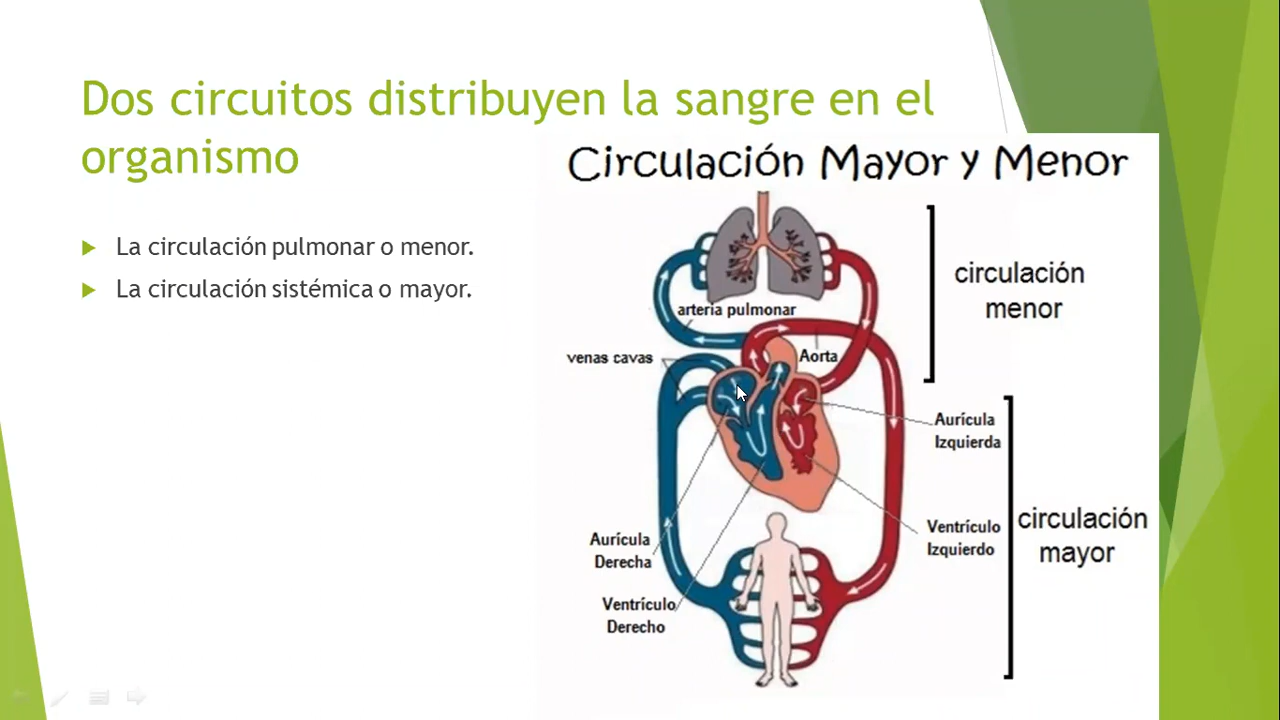 Dos circuitos distribuyen la sangre en el
organismo
La circulación pulmonar o menor.
La circulación sistémica o mayor.
Circulación Mayor y Menor
circulación
menor
arteria pulmonar
venas cavas
Aorta
Aurícula
Izquierda
Ventrículo
Izquierdo
circulación
mayor
Aurícula
Derecha
Ventrículo
Derecho